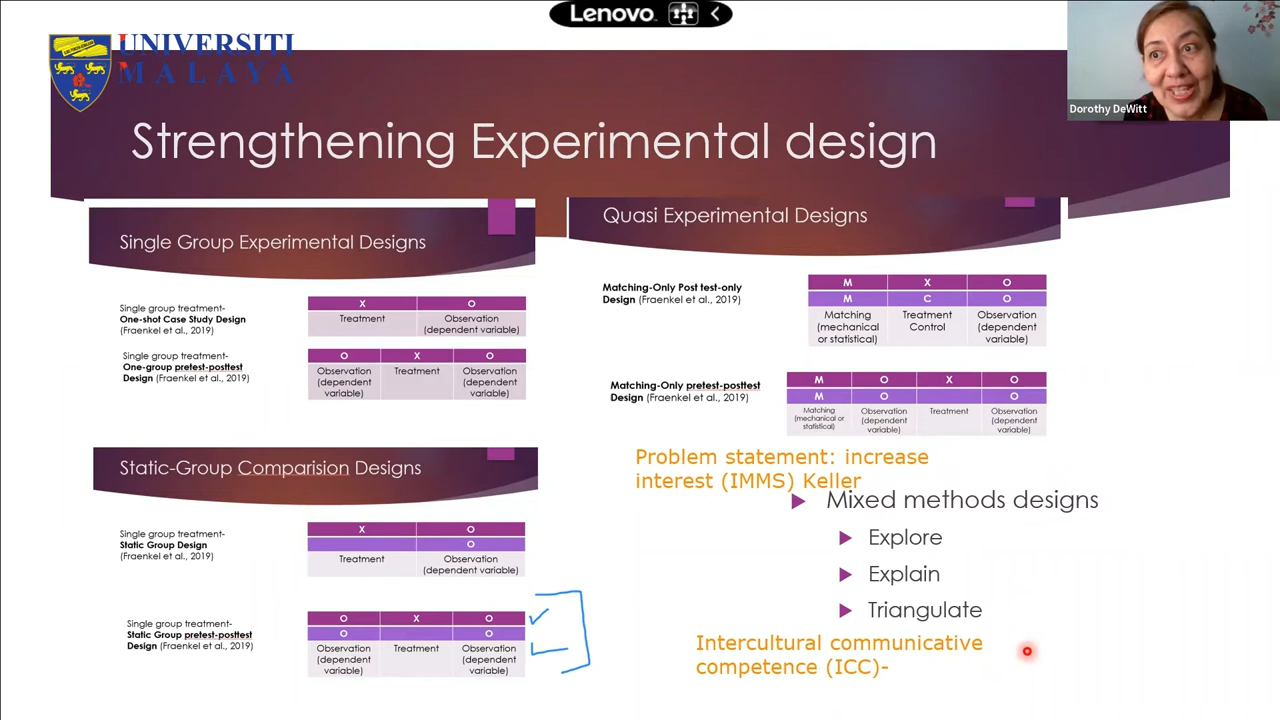 Lenovo
UNIVERSITI
MALAYA
Dorothy DeWitt
Strengthening Experimental design
Single Group Experimental Designs
Single group treatment-
One-shot Case Study Design
(Fraenkel et al., 2019)
X O
Treatment Observation
(dependent variable)
Single group treatment-
One-group pretest-posttest
Design (Fraenkel et al., 2019)
O X O
Observation Treatment Observation
(dependent (dependent
variable) variable)
Static-Group Comparision Designs
Single group treatment-
Static Group Design
(Fraenkel et al., 2019)
X O
O
Treatment Observation
(dependent variable)
Single group treatment-
Static Group pretest-posttest
Design (Fraenkel et al., 2019)
O X O
O O
Observation Treatment Observation
(dependent (dependent
variable) variable)
Quasi Experimental Designs
Matching-Only Post test-only
Design (Fraenkel et al., 2019)
M X O
M C O
Matching Treatment Observation
(mechanical Control (dependent
or statistical) variable)
Matching-Only pretest-posttest
Design (Fraenkel et al., 2019)
M O X O
M O O
Matching Observation Treatment Observation
(mechanical or (dependent (dependent
statistical) variable) variable)
Problem statement: increase
interest (IMMS) Keller
Mixed methods designs
Explore
Explain
Triangulate
Intercultural communicative
competence (ICC)-